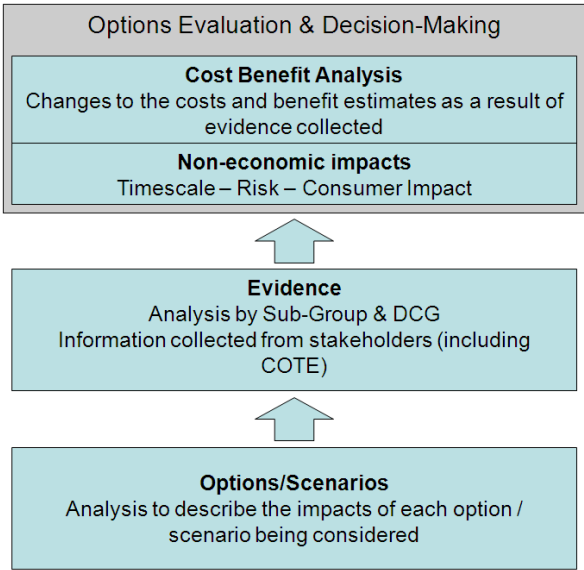 Options Evaluation & Decision-Making
Cost Benefit Analysis
Changes to the costs and benefit estimates as a result of
evidence collected
Non-economic impacts
Timescale – Risk – Consumer Impact
Evidence
Analysis by Sub-Group & DCG
Information collected from stakeholders (including
COTE)
Options/Scenarios
Analysis to describe the impacts of each option /
scenario being considered